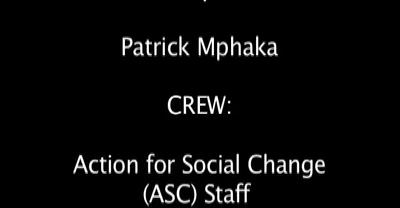 Patrick Mphaka
CREW:
Action for Social Change
(ASC) Staff